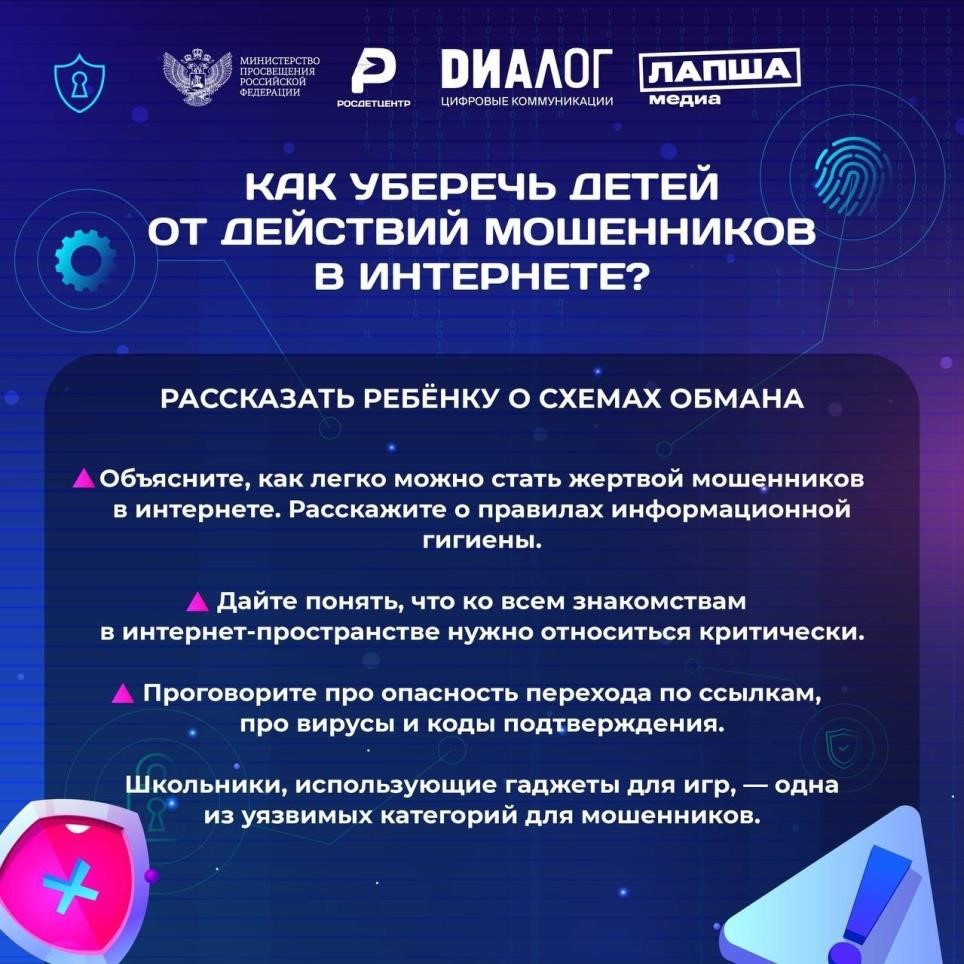 МИНИСТЕРСТВО
ПРОСВЕЩЕНИЯ
РОССИЙСКОЙ
ФЕДЕРАЦИИ
РОСДЕТЦЕНТР
DИАЛОГ
ЦИФРОВЫЕ КОММУНИКАЦИИ
ЛАПША
медиа
КАК УБЕРЕЧЬ ДЕТЕЙ
ОТ ДЕЙСТВИЙ МОШЕННИКОВ
В ИНТЕРНЕТЕ?
РАССКАЗАТЬ РЕБЁНКУ О СХЕМАХ ОБМАНА
Объясните, как легко можно стать жертвой мошенников
в интернете. Расскажите о правилах информационной
гигиены.
Дайте понять, что ко всем знакомствам
в интернет-пространстве нужно относиться критически.
Проговорите про опасность перехода по ссылкам,
про вирусы и коды подтверждения.
Школьники, использующие гаджеты для игр, — одна
из уязвимых категорий для мошенников.